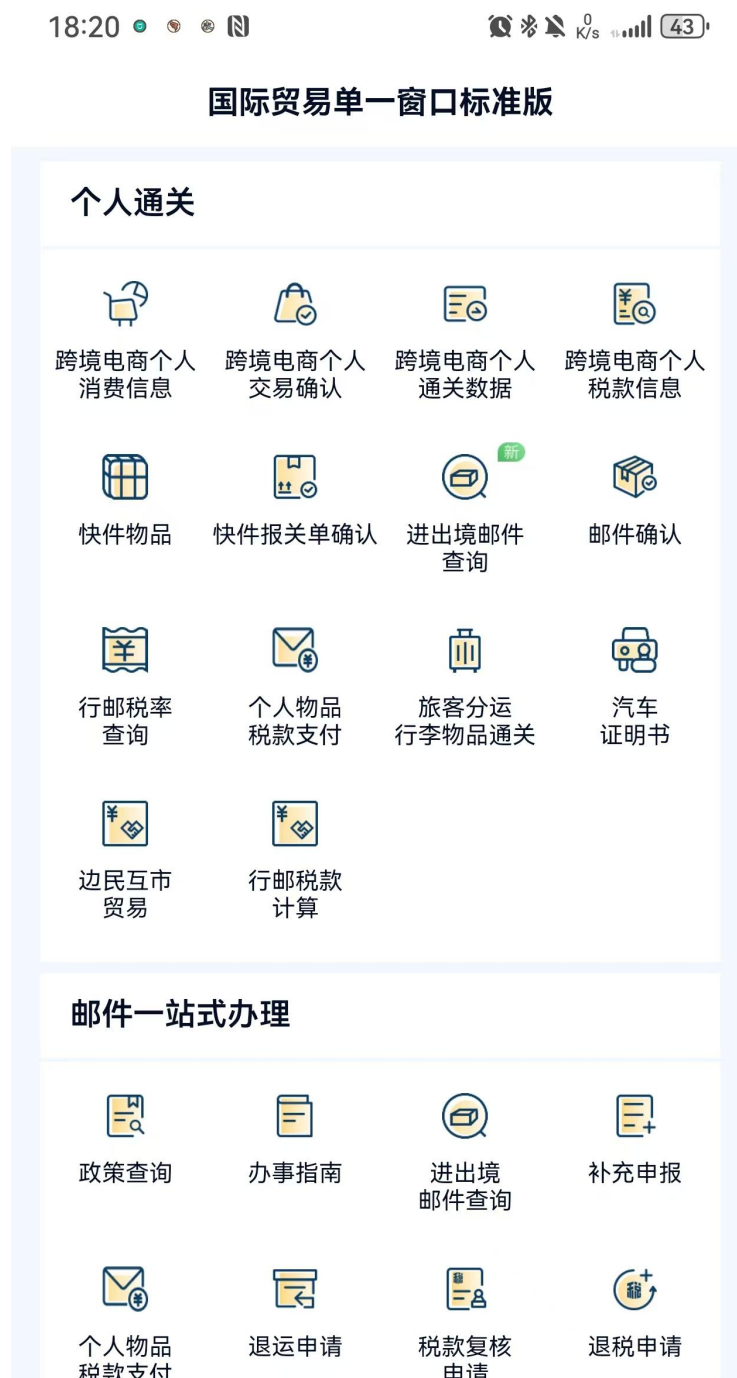 18:20 0 K/s 43
国际贸易单一窗口标准版
个人通关
跨境电商个人 跨境电商个人 跨境电商个人 跨境电商个人
消费信息 交易确认 通关数据 税款信息
新
快件物品 快件报关单确认 进出境邮件 邮件确认
查询
行邮税率 个人物品 旅客分运 汽车
查询 税款支付 行李物品通关 证明书
边民互市 行邮税款
贸易 计算
邮件一站式办理
政策查询 办事指南 进出境 补充申报
邮件查询
个人物品 退运申请 税款复核 退税申请
税款支付 申请